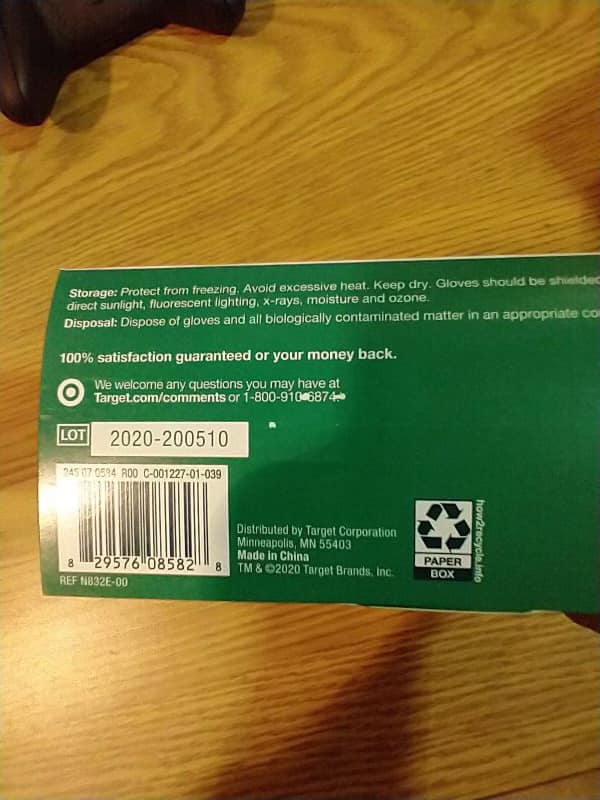 Storage: Protect from freezing. Avoid excessive heat. Keep dry. Gloves should be shielded
direct sunlight, fluorescent lighting, x-rays, moisture and ozone.
Disposal: Dispose of gloves and all biologically contaminated matter in an appropriate
100% satisfaction guaranteed or your money back.
We welcome any questions you may have at
Target.com/comments or 1-800-910-6874.
LOT 2020-200510
245 07 0584 R00 C-001227-01-039
8 29576 08582 8
REF N832E-00
Distributed by Target Corporation
Minneapolis, MN 55403
Made in China
TM & ©2020 Target Brands, Inc.
PAPER
BOX
how2recycle.info